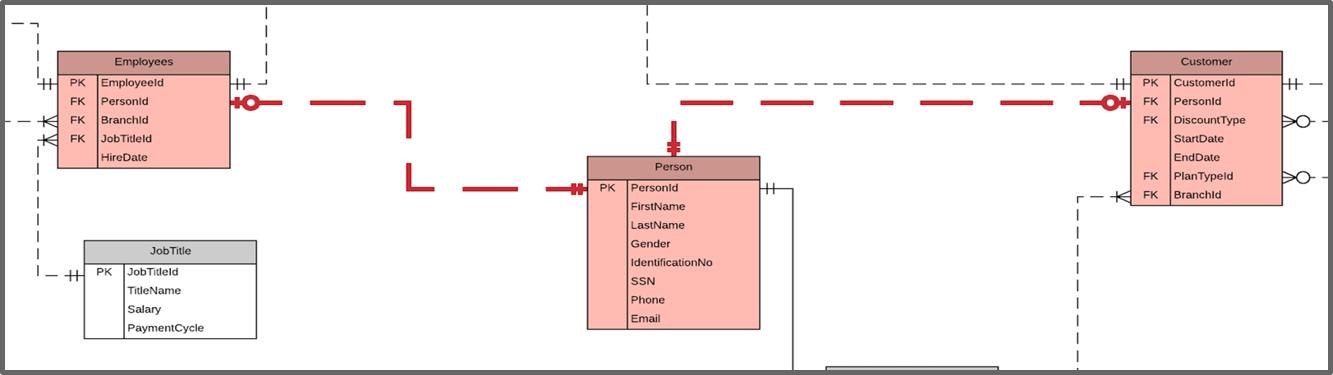 Employees
PK EmployeeId
FK PersonId
FK BranchId
FK JobTitleId
HireDate
JobTitle
PK JobTitleId
TitleName
Salary
PaymentCycle
Person
PK PersonId
FirstName
LastName
Gender
IdentificationNo
SSN
Phone
Email
Customer
PK CustomerId
FK PersonId
FK DiscountType
StartDate
EndDate
FK PlanTypeId
FK BranchId